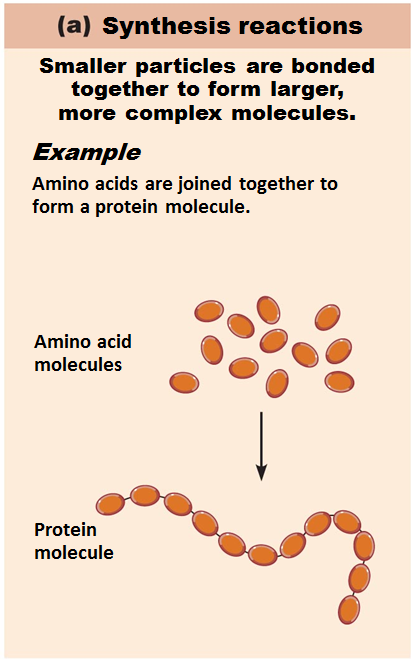 (a) Synthesis reactions
Smaller particles are bonded
together to form larger,
more complex molecules.
Example
Amino acids are joined together to
form a protein molecule.
Amino acid
molecules
Protein
molecule